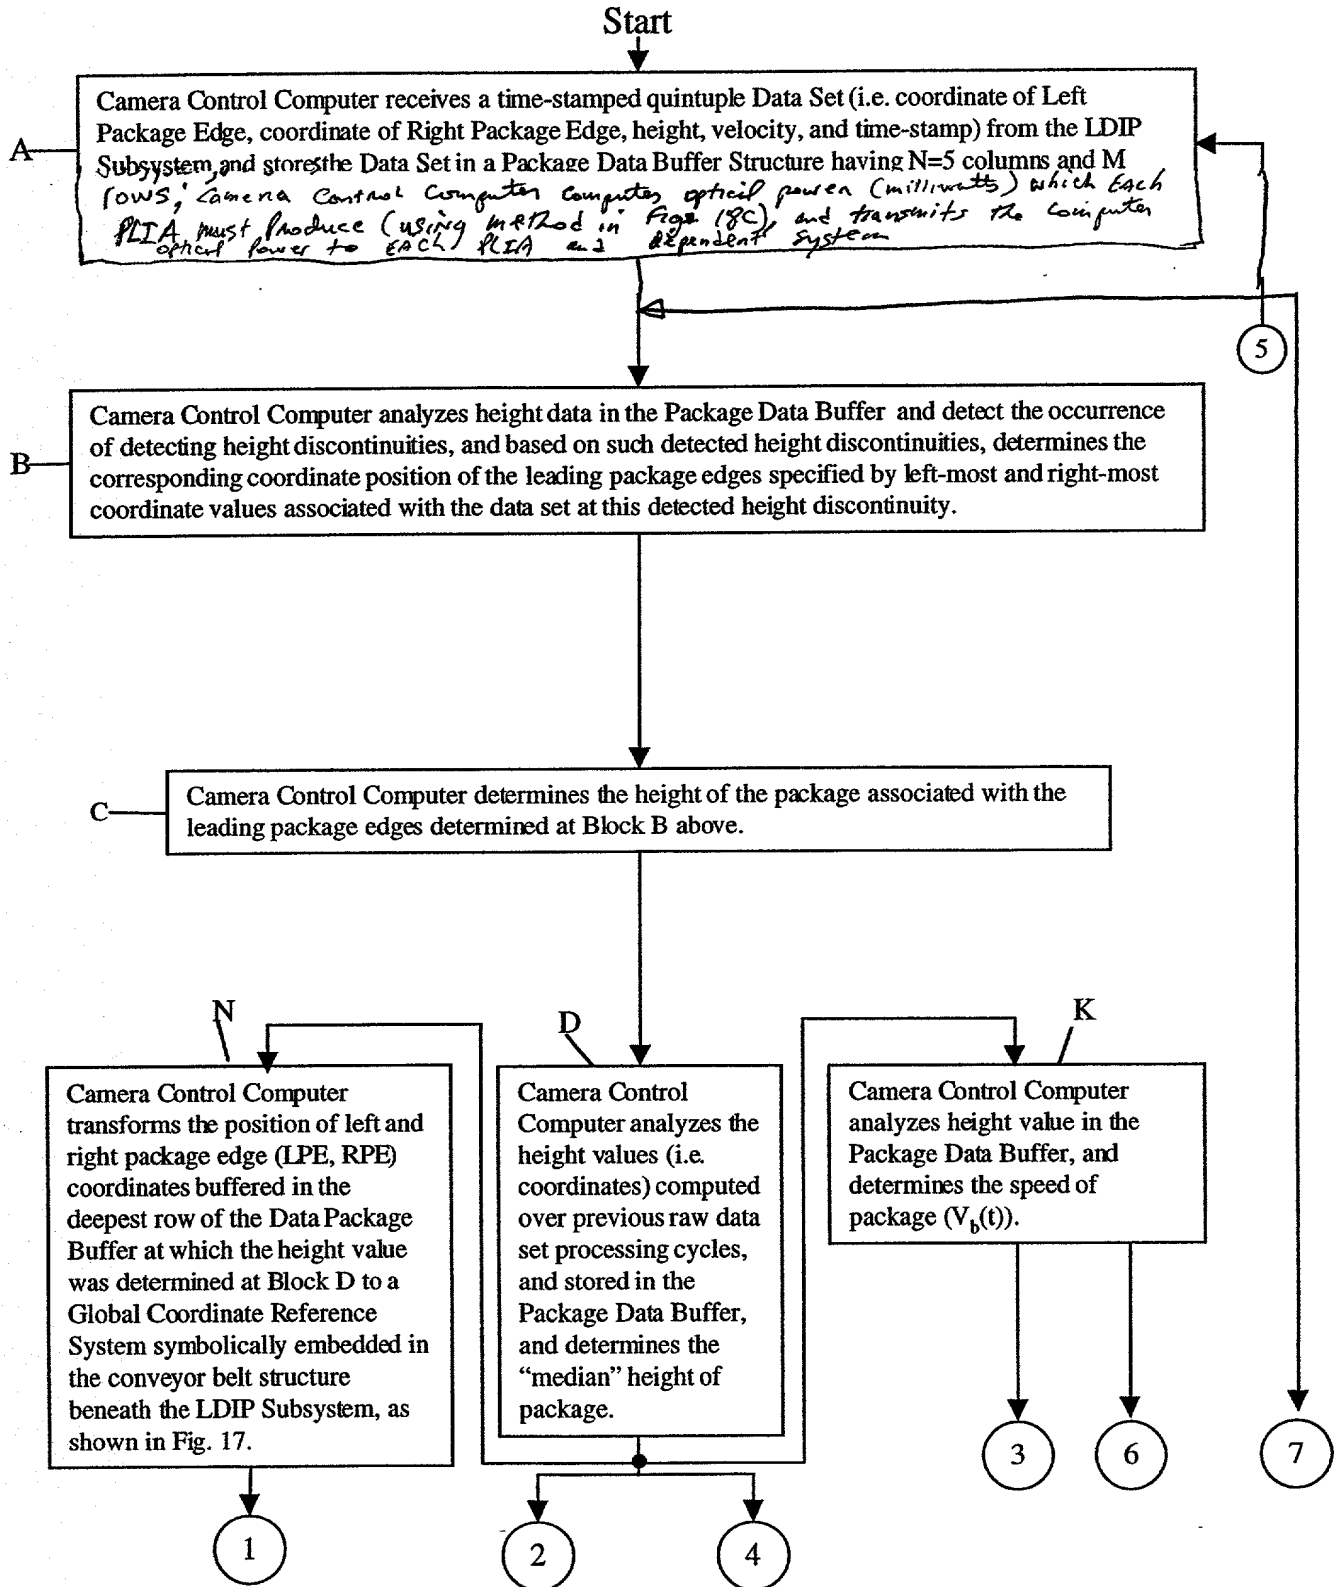 Start
A
Camera Control Computer receives a time-stamped quintuple Data Set (i.e. coordinate of Left
Package Edge, coordinate of Right Package Edge, height, velocity, and time-stamp) from the LDIP
Subsystem, and stores the Data Set in a Package Data Buffer Structure having N=5 columns and M
rows; Camera Control Computer computes optical power (milliwatts) which Each
PLIA must Produce (using method in Figs 18C), and transmits the computer
optical power to EACH PLIA and dependent system
5
B
Camera Control Computer analyzes height data in the Package Data Buffer and detect the occurrence
of detecting height discontinuities, and based on such detected height discontinuities, determines the
corresponding coordinate position of the leading package edges specified by left-most and right-most
coordinate values associated with the data set at this detected height discontinuity.
C
Camera Control Computer determines the height of the package associated with the
leading package edges determined at Block B above.
N
Camera Control Computer
transforms the position of left and
right package edge (LPE, RPE)
coordinates buffered in the
deepest row of the Data Package
Buffer at which the height value
was determined at Block D to a
Global Coordinate Reference
System symbolically embedded in
the conveyor belt structure
beneath the LDIP Subsystem, as
shown in Fig. 17.
D
Camera Control
Computer analyzes the
height values (i.e.
coordinates) computed
over previous raw data
set processing cycles,
and stored in the
Package Data Buffer,
and determines the
“median” height of
package.
K
Camera Control Computer
analyzes height value in the
Package Data Buffer, and
determines the speed of
package (V_b(t)).
3
6
7
1
2
4